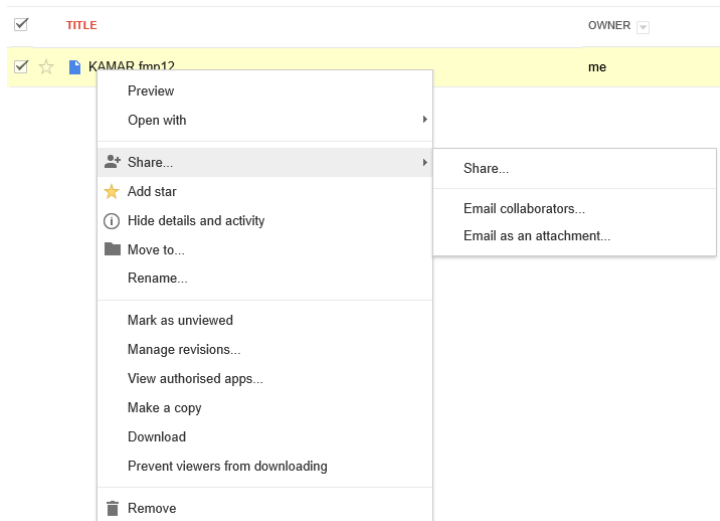 TITLE OWNER
KAMAR.fmp12 me
Preview
Open with
Share...
Share...
Add star
Email collaborators...
Hide details and activity
Email as an attachment...
Move to...
Rename...
Mark as unviewed
Manage revisions...
View authorised apps...
Make a copy
Download
Prevent viewers from downloading
Remove